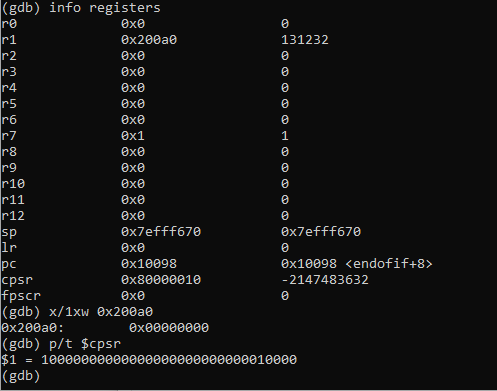 (gdb) info registers
r0             0x0                 0
r1             0x200a0             131232
r2             0x0                 0
r3             0x0                 0
r4             0x0                 0
r5             0x0                 0
r6             0x0                 0
r7             0x1                 1
r8             0x0                 0
r9             0x0                 0
r10            0x0                 0
r11            0x0                 0
r12            0x0                 0
sp             0x7efff670          0x7efff670
lr             0x0                 0
pc             0x10098             0x10098 <endofif+8>
cpsr           0x80000010          -2147483632
fpscr          0x0                 0
(gdb) x/1xw 0x200a0
0x200a0:        0x00000000
(gdb) p/t $cpsr
$1 = 10000000000000000000000000010000
(gdb)